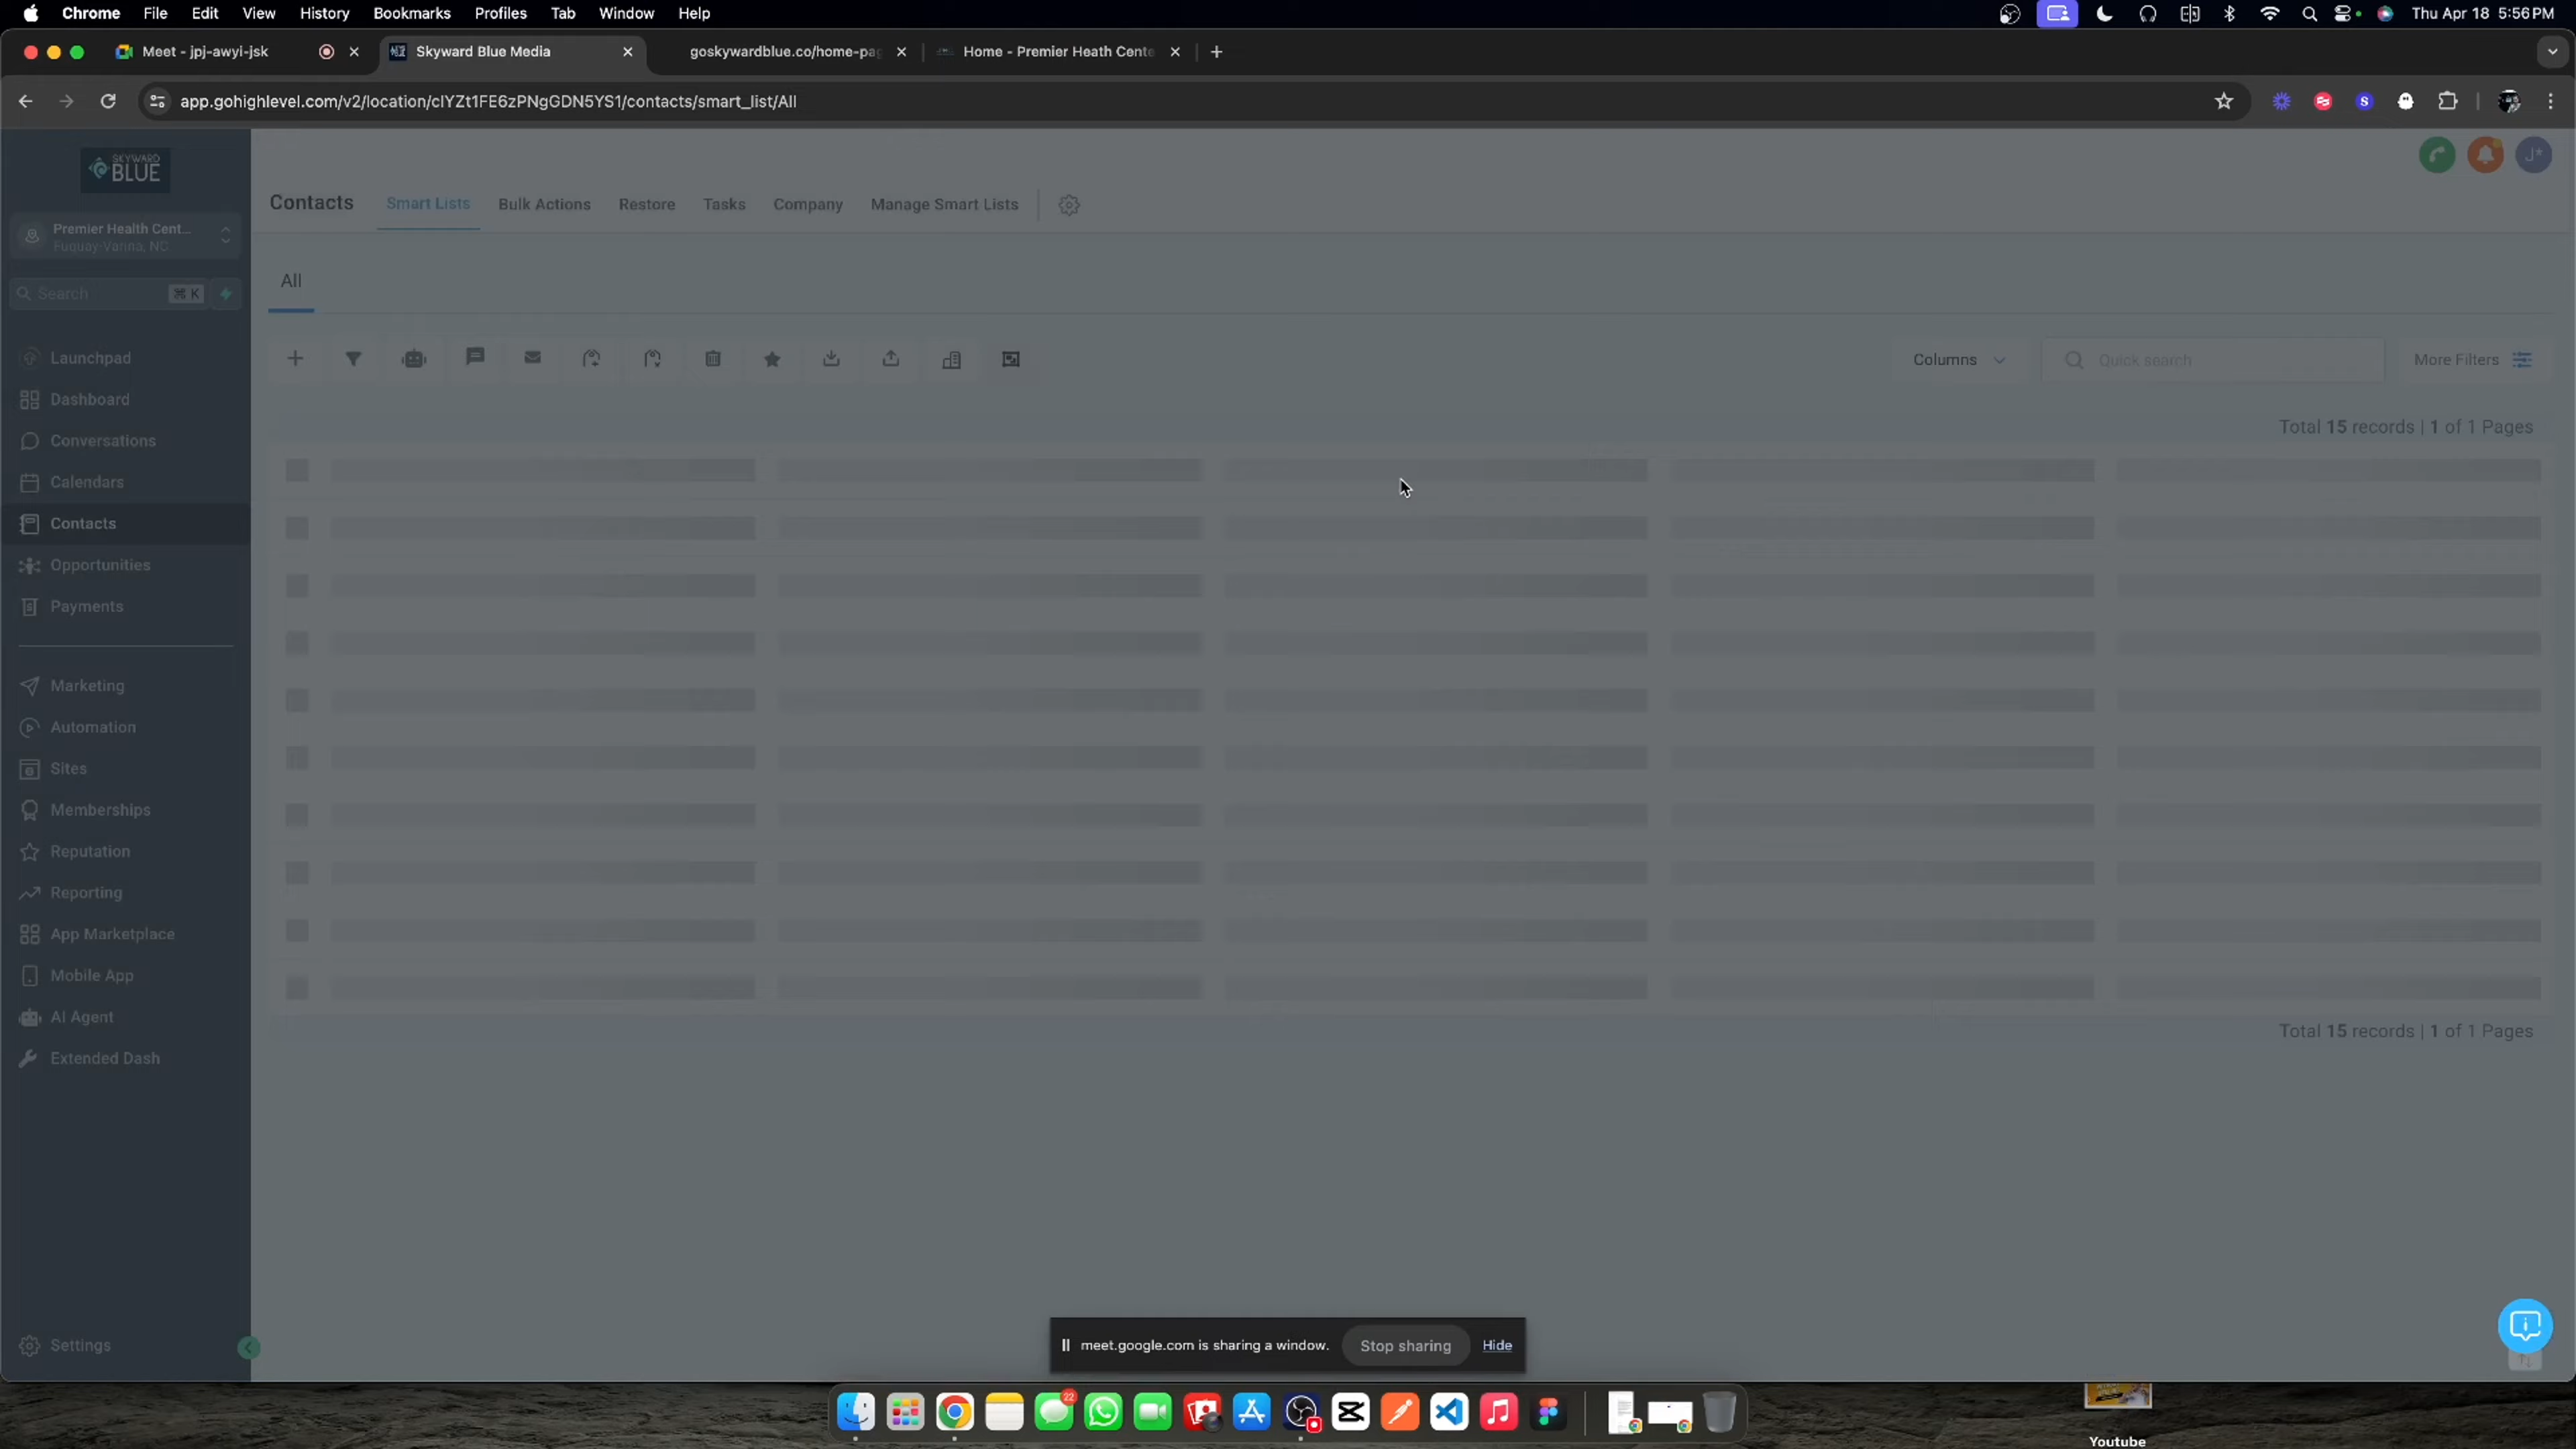 Chrome File Edit View History Bookmarks Profiles Tab Window Help Thu Apr 18 5:56 PM
Meet - jpj-awyi-jsk Skyward Blue Media goskywardblue.co/home-pag Home - Premier Heath Cente
app.gohighlevel.com/v2/location/cIYZt1FE6zPNgGDN5YS1/contacts/smart_list/All
SKYWARD
BLUE
J*
Contacts Smart Lists Bulk Actions Restore Tasks Company Manage Smart Lists
Premier Health Cent...
Fuquay-Varina, NC
Search ⌘ K
All
Launchpad
Dashboard
Conversations
Calendars
Contacts
Opportunities
Payments
Marketing
Automation
Sites
Memberships
Reputation
Reporting
App Marketplace
Mobile App
AI Agent
Extended Dash
Settings
Columns Quick search More Filters
Total 15 records | 1 of 1 Pages
Total 15 records | 1 of 1 Pages
meet.google.com is sharing a window. Stop sharing Hide
22
Youtube